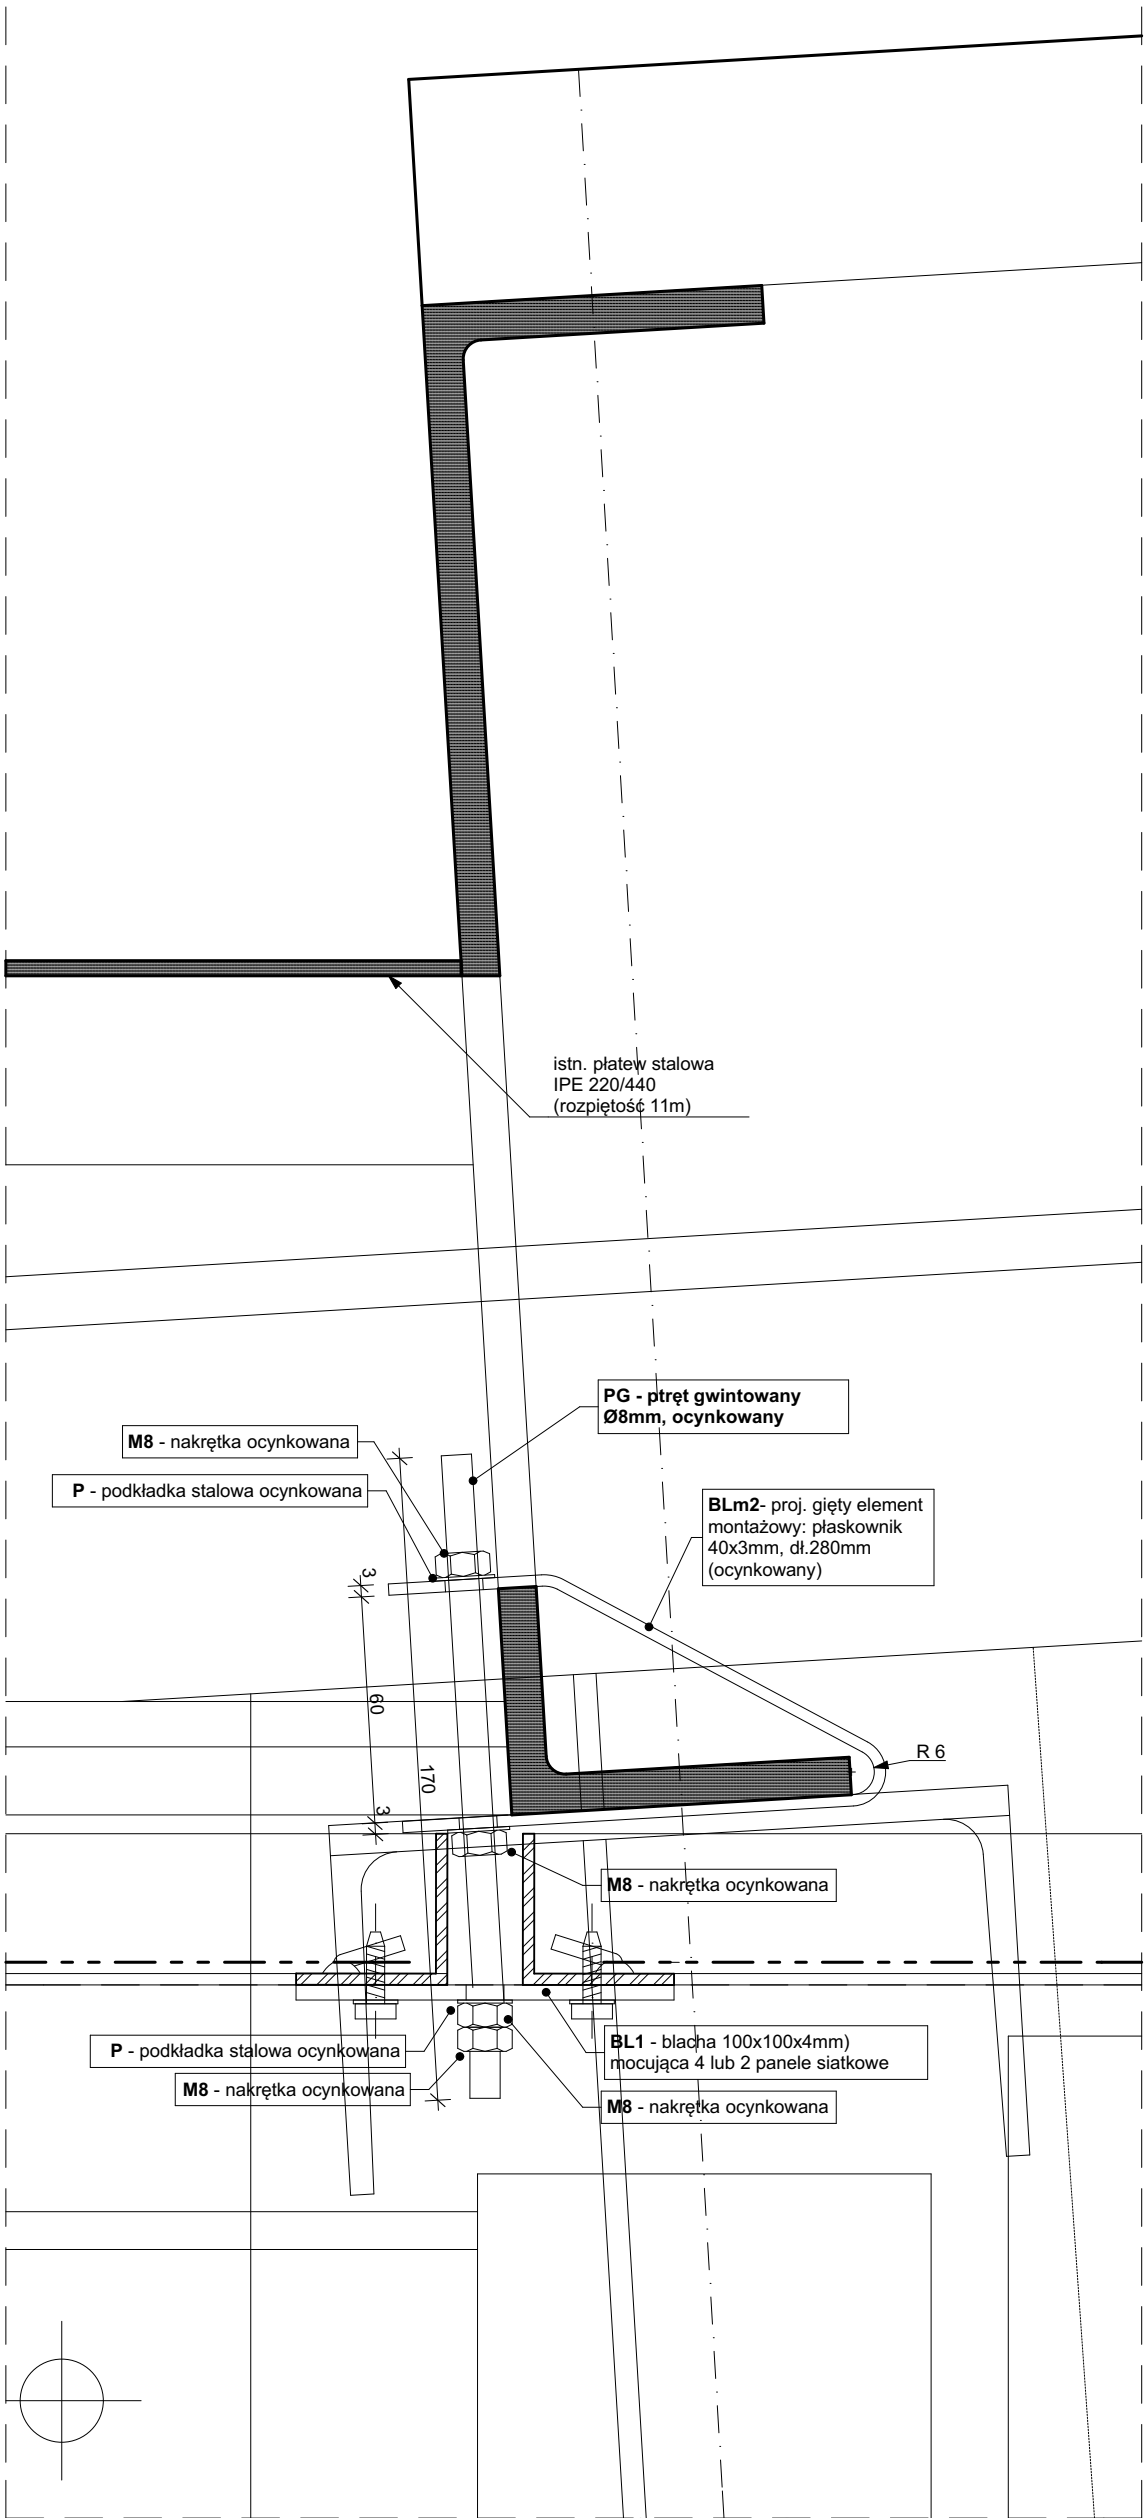 istn. płatew stalowa
IPE 220/440
(rozpiętość 11m)
PG - ptręt gwintowany
Ø8mm, ocynkowany
M8 - nakrętka ocynkowana
P - podkładka stalowa ocynkowana
BLm2- proj. gięty element
montażowy: płaskownik
40x3mm, dł.280mm
(ocynkowany)
3
60
170
3
R 6
M8 - nakrętka ocynkowana
P - podkładka stalowa ocynkowana
BL1 - blacha 100x100x4mm)
mocująca 4 lub 2 panele siatkowe
M8 - nakrętka ocynkowana
M8 - nakrętka ocynkowana